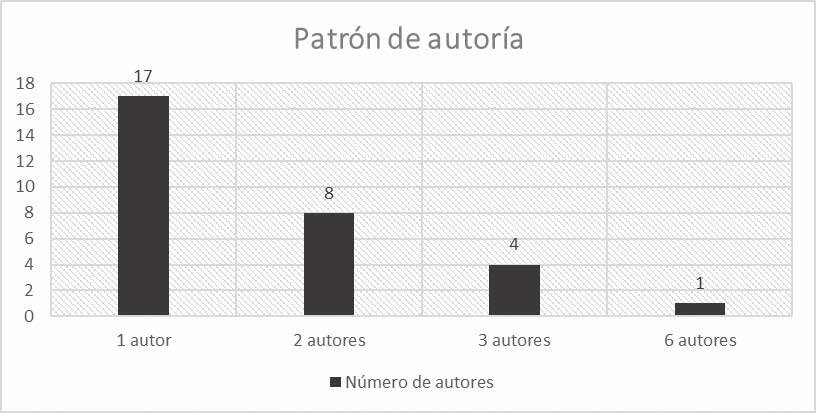 Patrón de autoría
18
16
14
12
10
8
6
4
2
0
17
8
4
1
1 autor
2 autores
3 autores
6 autores
Número de autores